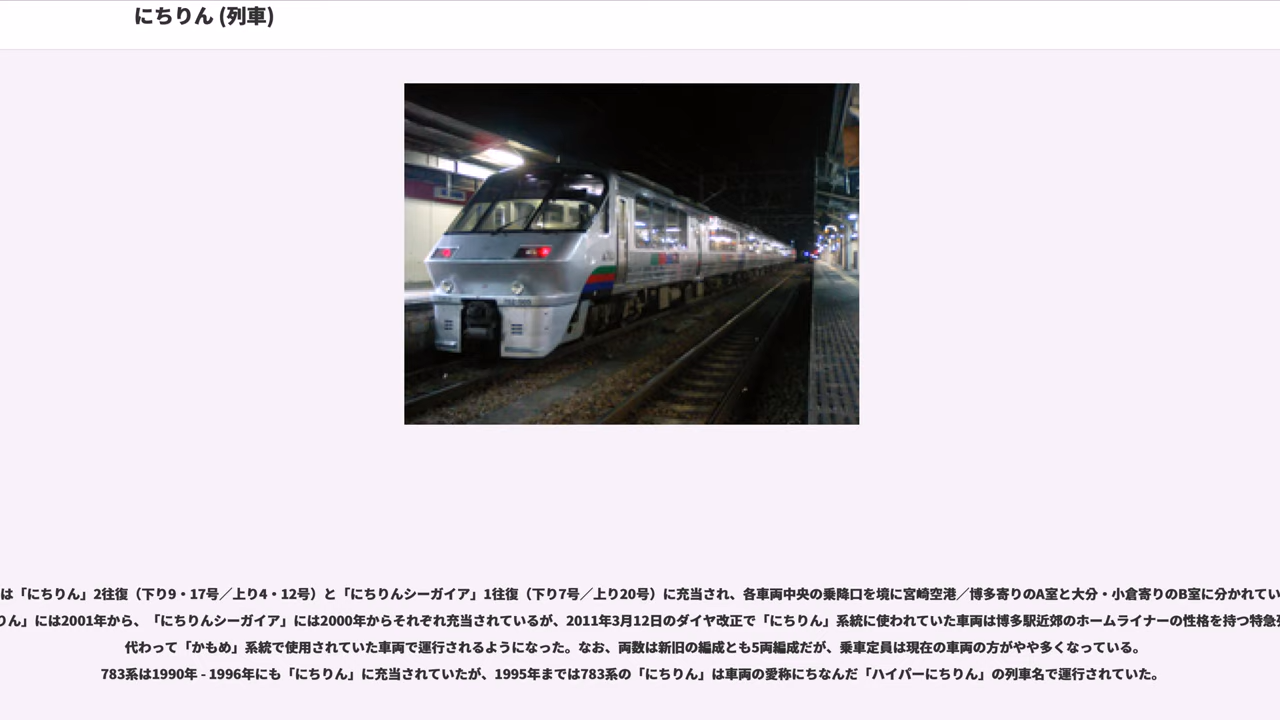 にちりん (列車)
は「にちりん」2往復（下り9・17号／上り4・12号）と「にちりんシーガイア」1往復（下り7号／上り20号）に充当され、各車両中央の乗降口を境に宮崎空港／博多寄りのA室と大分・小倉寄りのB室に分かれてい
りん」には2001年から、「にちりんシーガイア」には2000年からそれぞれ充当されているが、2011年3月12日のダイヤ改正で「にちりん」系統に使われていた車両は博多駅近郊のホームライナーの性格を持つ特急
代わって「かもめ」系統で使用されていた車両で運行されるようになった。なお、両数は新旧の編成とも5両編成だが、乗車定員は現在の車両の方がやや多くなっている。
783系は1990年 - 1996年にも「にちりん」に充当されていたが、1995年までは783系の「にちりん」は車両の愛称にちなんだ「ハイパーにちりん」の列車名で運行されていた。